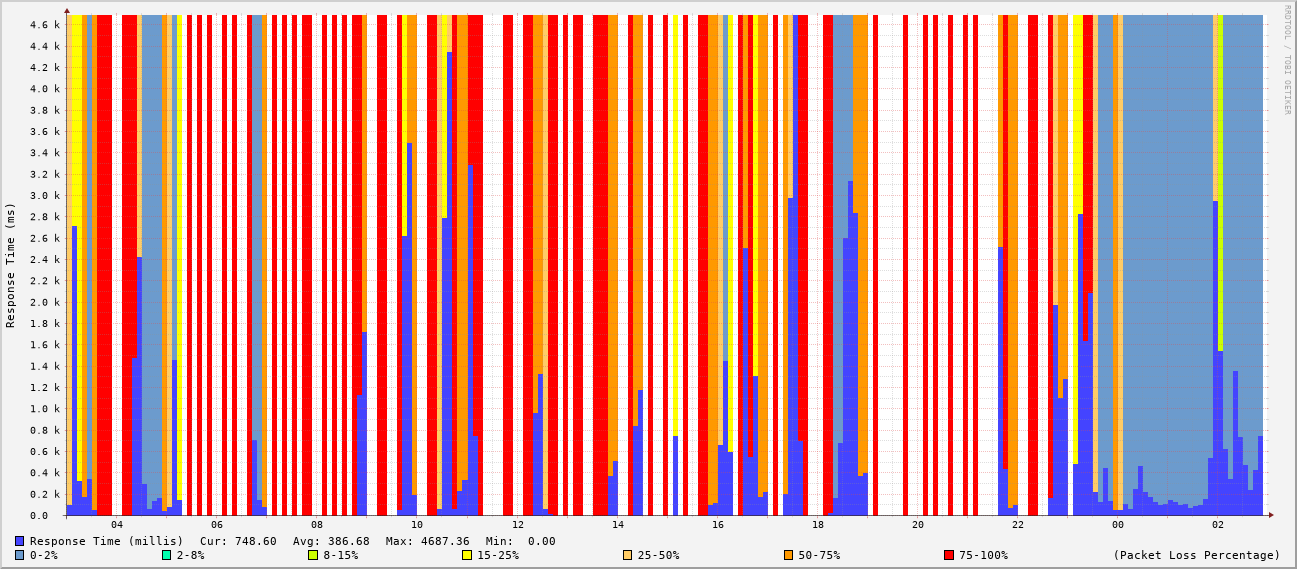 RRDTOOL / TOBI OETIKER
Response Time (ms)
4.6 k
4.4 k
4.2 k
4.0 k
3.8 k
3.6 k
3.4 k
3.2 k
3.0 k
2.8 k
2.6 k
2.4 k
2.2 k
2.0 k
1.8 k
1.6 k
1.4 k
1.2 k
1.0 k
0.8 k
0.6 k
0.4 k
0.2 k
0.0
04 06 08 10 12 14 16 18 20 22 00 02
Response Time (millis) Cur: 748.60 Avg: 386.68 Max: 4687.36 Min: 0.00
0-2% 2-8% 8-15% 15-25% 25-50% 50-75% 75-100% (Packet Loss Percentage)